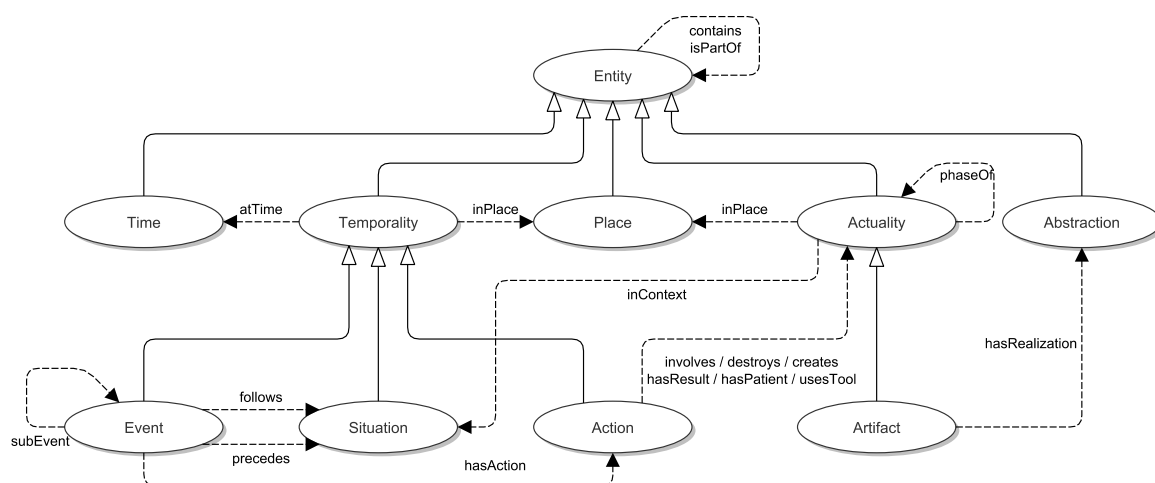 contains
isPartOf
Entity
phaseOf
Time
atTime
Temporality
inPlace
Place
inPlace
Actuality
Abstraction
inContext
hasRealization
involves / destroys / creates
hasResult / hasPatient / usesTool
follows
subEvent
Event
Situation
Action
Artifact
precedes
hasAction